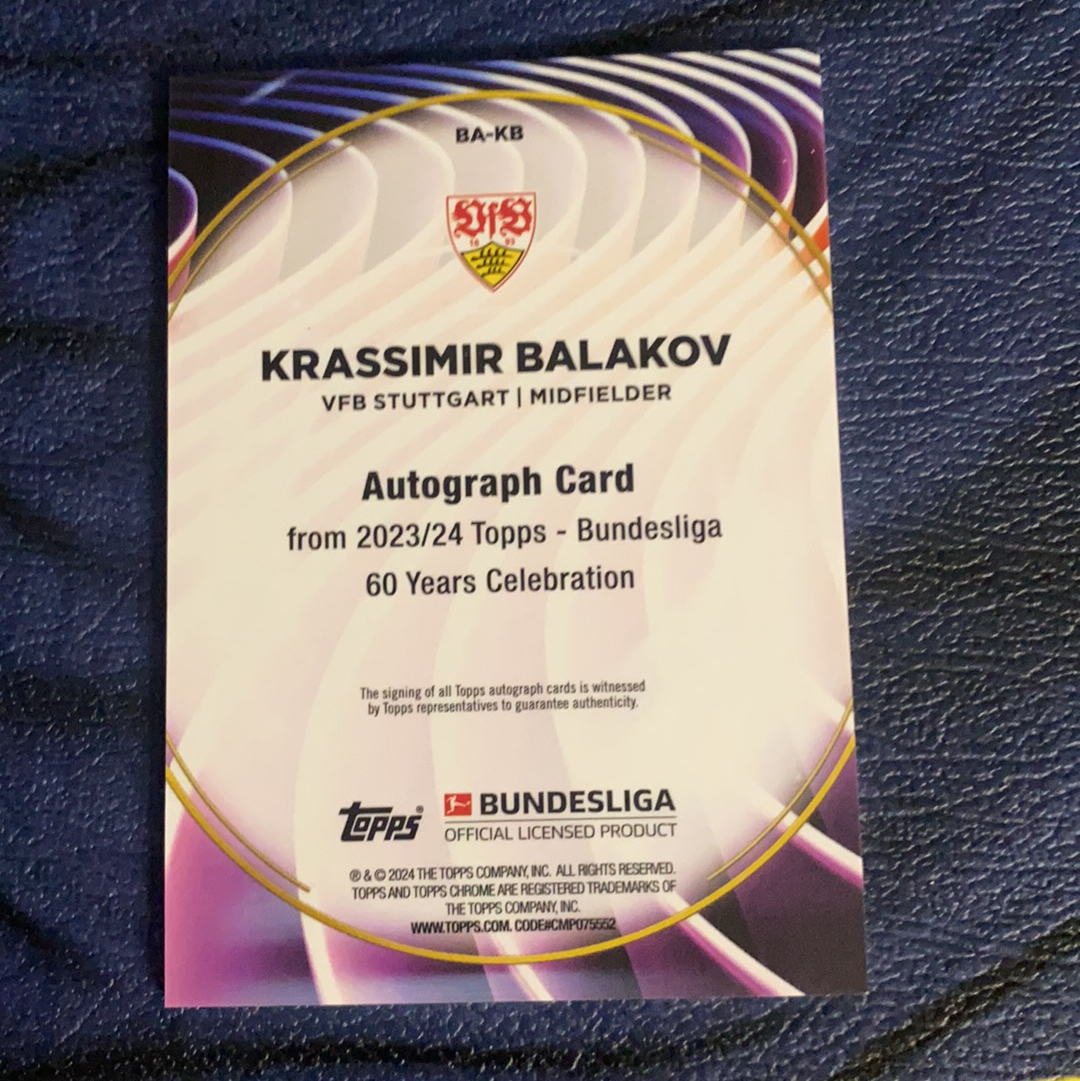 BA-KB
VfB
18 93
KRASSIMIR BALAKOV
VFB STUTTGART | MIDFIELDER
Autograph Card
from 2023/24 Topps - Bundesliga
60 Years Celebration
The signing of all Topps autograph cards is witnessed
by Topps representatives to guarantee authenticity.
topps®
BUNDESLIGA
OFFICIAL LICENSED PRODUCT
® & © 2024 THE TOPPS COMPANY, INC. ALL RIGHTS RESERVED.
TOPPS AND TOPPS CHROME ARE REGISTERED TRADEMARKS OF
THE TOPPS COMPANY, INC.
WWW.TOPPS.COM. CODE#CMP075552